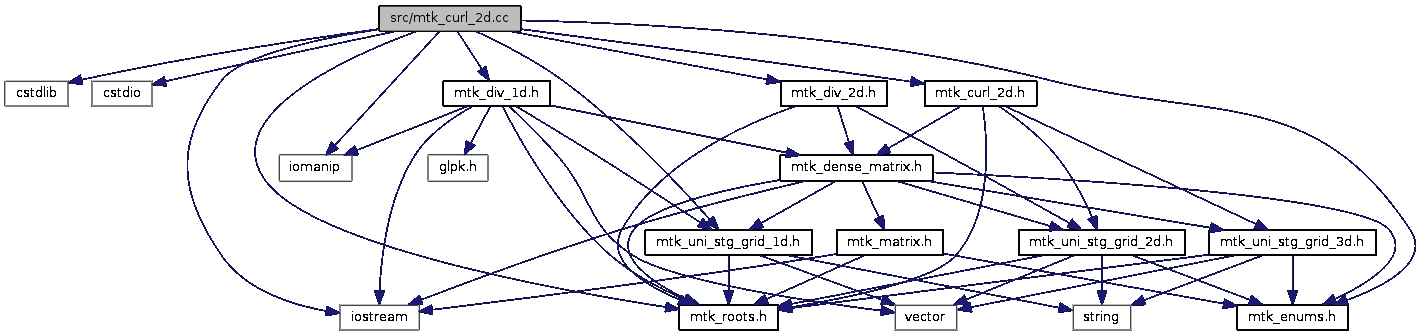 src/mtk_curl_2d.cc
cstdlib
cstdio
mtk_div_1d.h
mtk_div_2d.h
mtk_curl_2d.h
iomanip
glpk.h
mtk_dense_matrix.h
mtk_uni_stg_grid_1d.h
mtk_matrix.h
mtk_uni_stg_grid_2d.h
mtk_uni_stg_grid_3d.h
iostream
mtk_roots.h
vector
string
mtk_enums.h